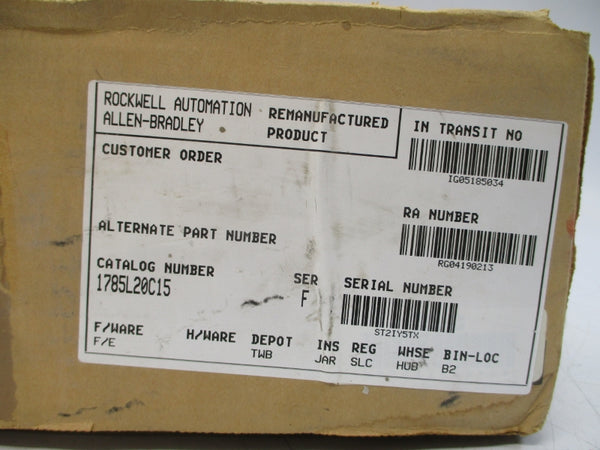 ROCKWELL AUTOMATION
ALLEN-BRADLEY
REMANUFACTURED
PRODUCT
IN TRANSIT NO
IG05185034
CUSTOMER ORDER
RA NUMBER
RG04190213
ALTERNATE PART NUMBER
CATALOG NUMBER
1785L20C15
SER
F
SERIAL NUMBER
ST2IY5TX
F/WARE
F/E
H/WARE
DEPOT
TWB
INS
JAR
REG
SLC
WHSE
HUB
BIN-LOC
B2